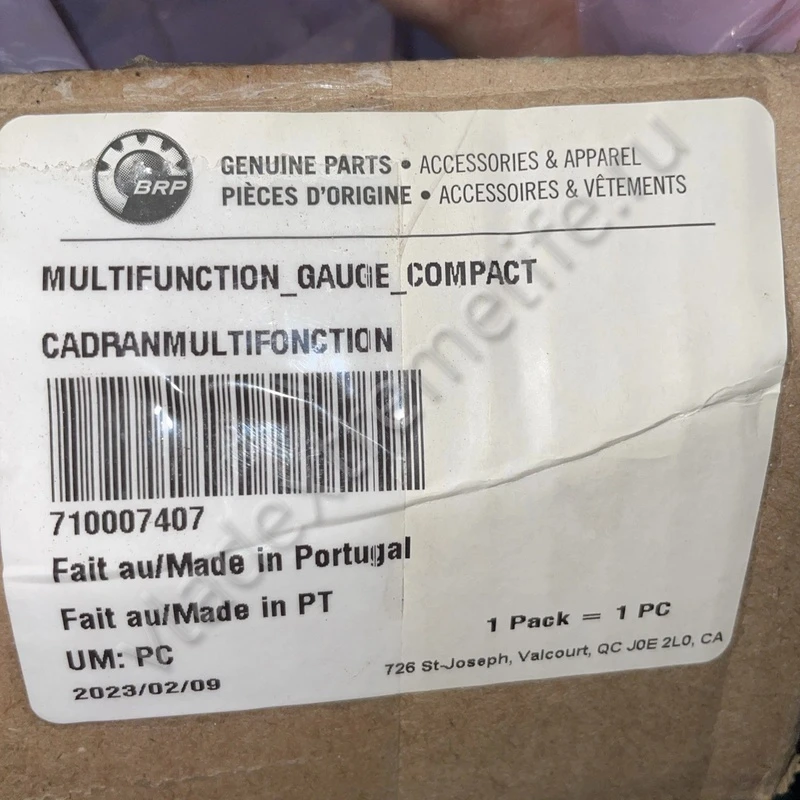 BRP
GENUINE PARTS • ACCESSORIES & APPAREL
PIÈCES D'ORIGINE • ACCESSOIRES & VÊTEMENTS
MULTIFUNCTION_GAUGE_COMPACT
CADRANMULTIFONCTION
710007407
Fait au/Made in Portugal
Fait au/Made in PT
UM: PC
2023/02/09
1 Pack = 1 PC
726 St-Joseph, Valcourt, QC J0E 2L0, CA
vtadextremelife.ru